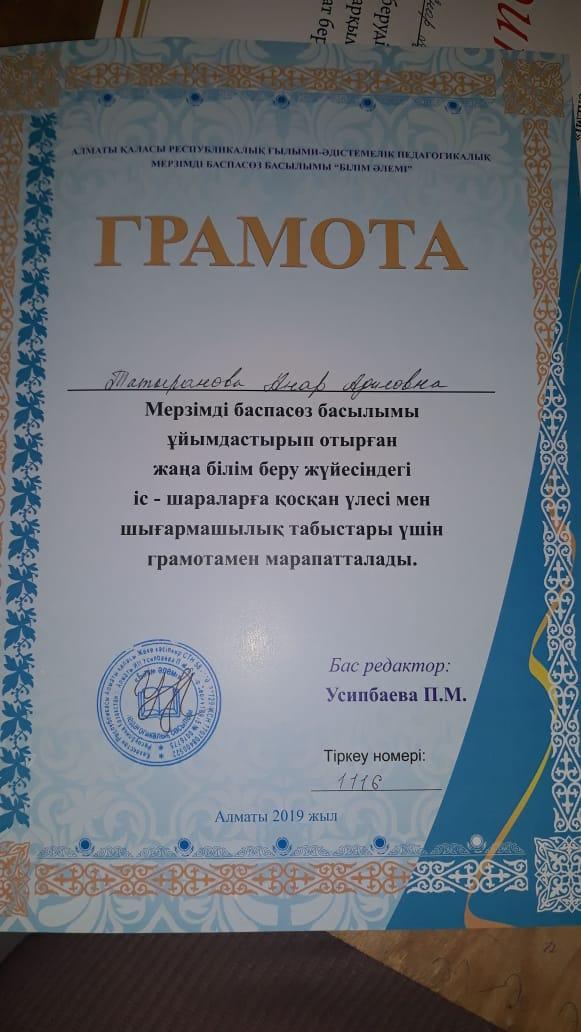 АЛМАТЫ ҚАЛАСЫ РЕСПУБЛИКАЛЫҚ ҒЫЛЫМИ-ӘДІСТЕМЕЛІК ПЕДАГОГИКАЛЫҚ
МЕРЗІМДІ БАСПАСӨЗ БАСЫЛЫМЫ "БІЛІМ ӘЛЕМІ"
ГРАМОТА
Анар Адиловна
Мерзімді баспасөз басылымы
ұйымдастырып отырған
жаңа білім беру жүйесіндегі
іс - шараларға қосқан үлесі мен
шығармашылық табыстары үшін
грамотамен марапатталады.
Бас редактор:
Усипбаева П.М.
Тіркеу номері:
1116
Алматы 2019 жыл